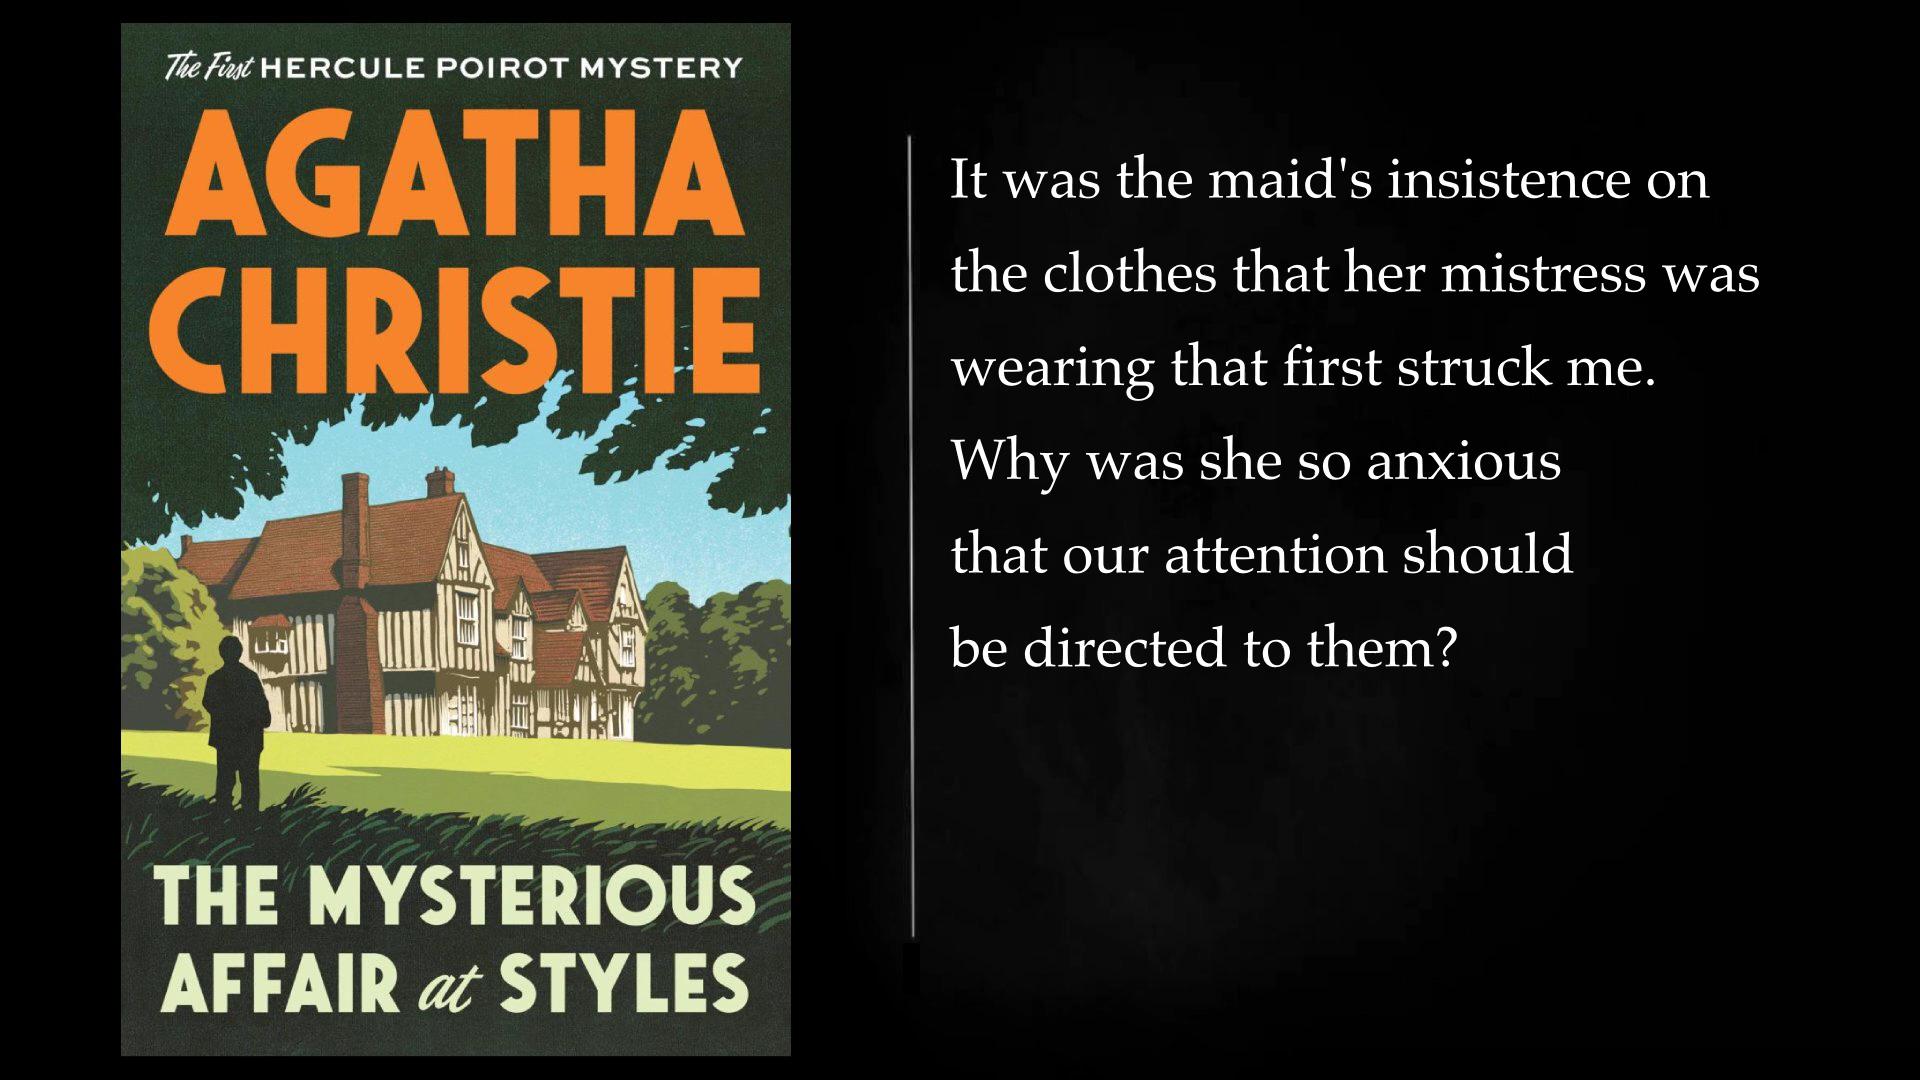 The First HERCULE POIROT MYSTERY
AGATHA
CHRISTIE
THE MYSTERIOUS
AFFAIR at STYLES
It was the maid's insistence on
the clothes that her mistress was
wearing that first struck me.
Why was she so anxious
that our attention should
be directed to them?